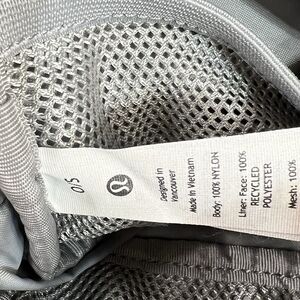 O/S
Designed in
Vancouver
Made in Vietnam
Body: 100% NYLON
Liner: Face: 100%
RECYCLED
POLYESTER
Mesh: 100%